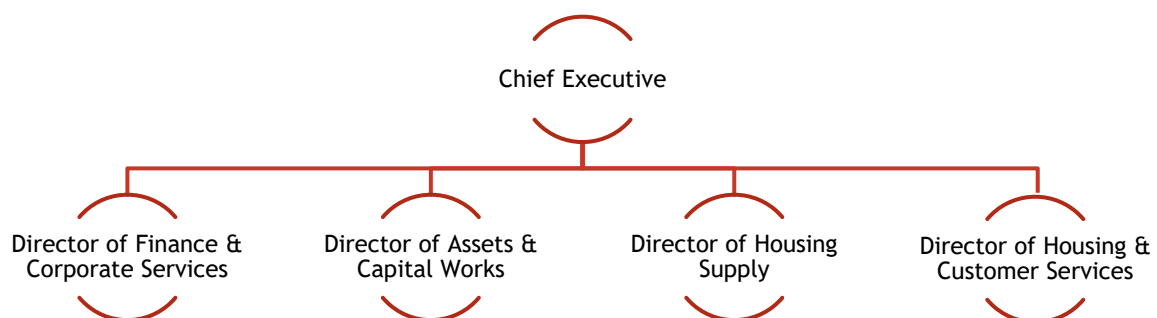 Chief Executive
Director of Finance &
Corporate Services
Director of Assets &
Capital Works
Director of Housing
Supply
Director of Housing &
Customer Services